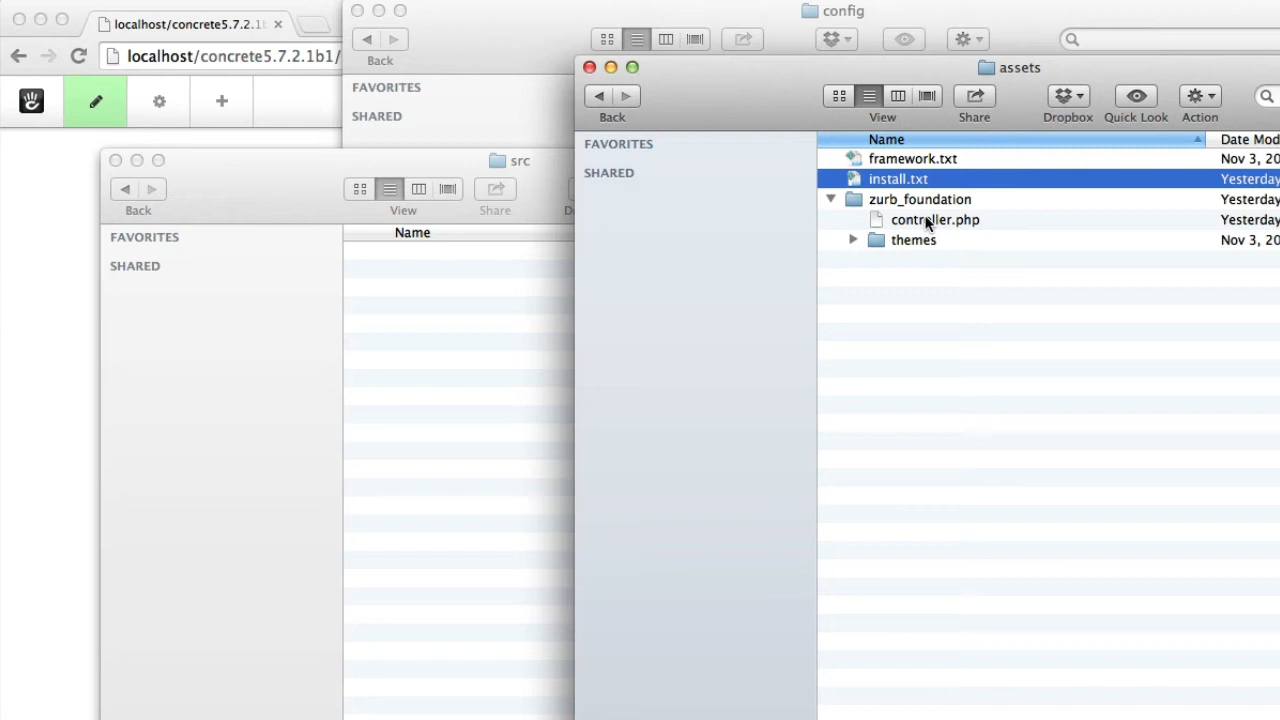 localhost/concrete5.7.2.1
localhost/concrete5.7.2.1b1/
config
Back
FAVORITES
SHARED
src
Back
View
Share
FAVORITES
SHARED
Name
assets
Back
View
Share
Dropbox
Quick Look
Action
FAVORITES
SHARED
Name
Date Mod
framework.txt
Nov 3, 20
install.txt
Yesterday
zurb_foundation
Yesterday
controller.php
Yesterday
themes
Nov 3, 20